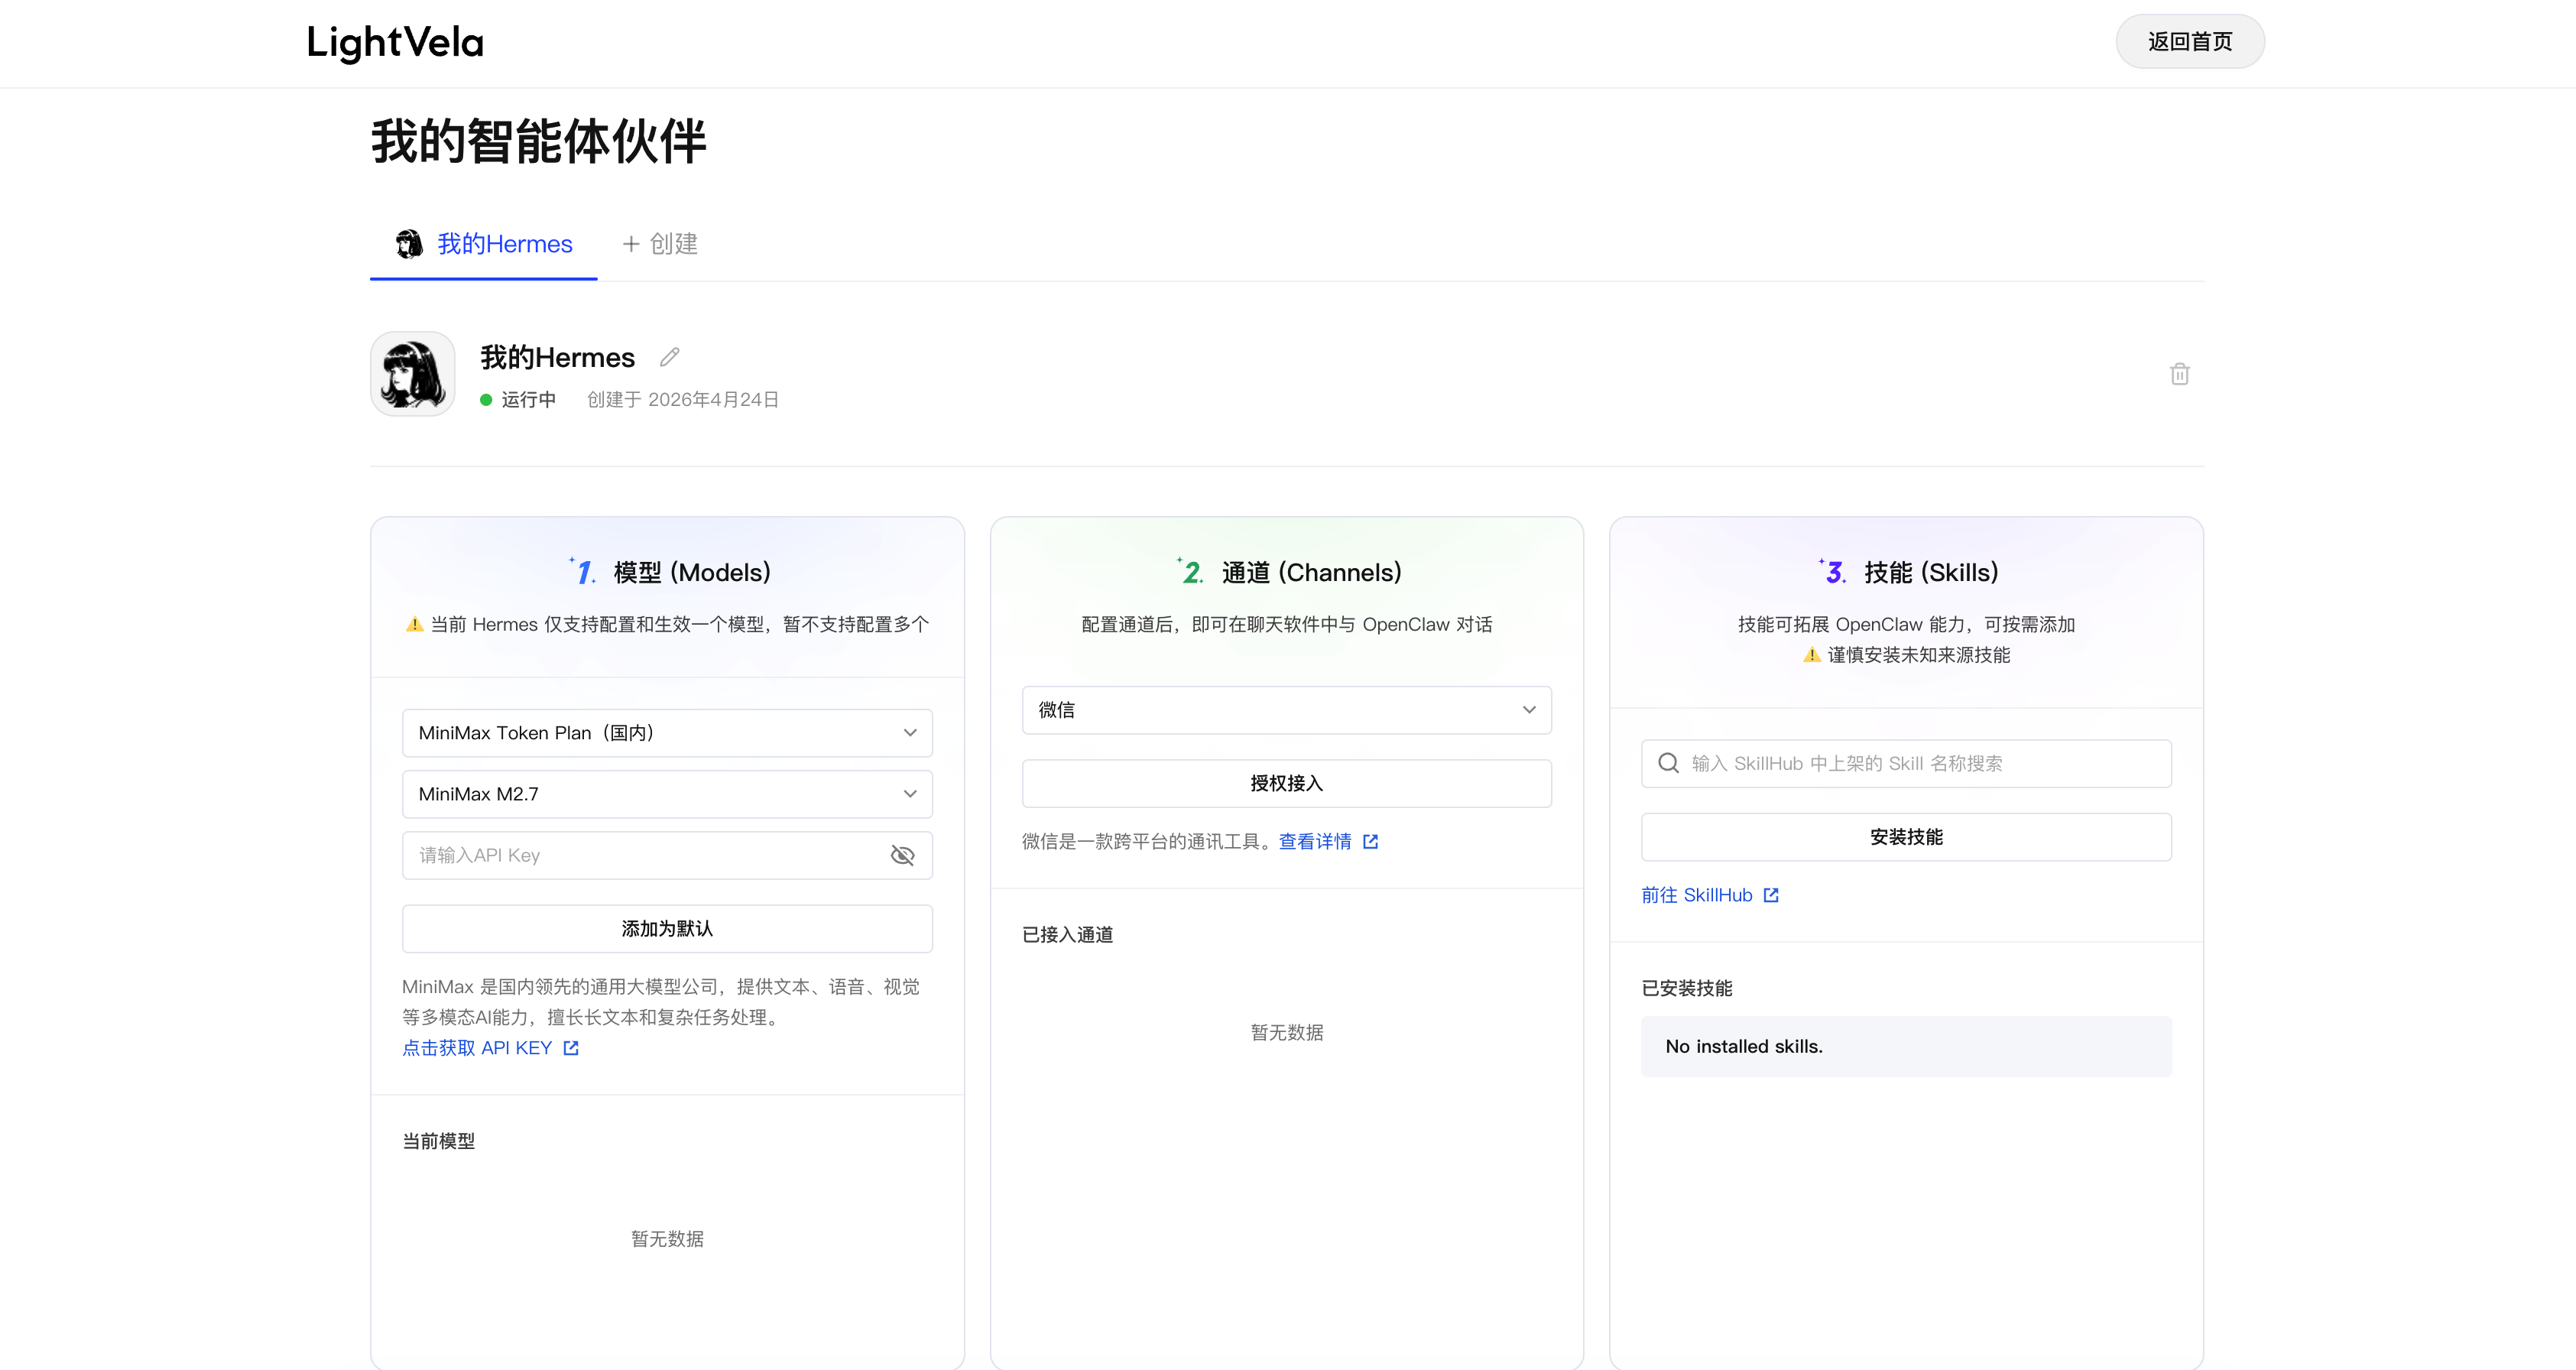 LightVela
返回首页
我的智能体伙伴
我的Hermes
+ 创建
我的Hermes
运行中 创建于 2026年4月24日
1. 模型 (Models)
⚠️ 当前 Hermes 仅支持配置和生效一个模型，暂不支持配置多个
MiniMax Token Plan（国内）
MiniMax M2.7
请输入API Key
添加为默认
MiniMax 是国内领先的通用大模型公司，提供文本、语音、视觉
等多模态AI能力，擅长长文本和复杂任务处理。
点击获取 API KEY
当前模型
暂无数据
2. 通道 (Channels)
配置通道后，即可在聊天软件中与 OpenClaw 对话
微信
授权接入
微信是一款跨平台的通讯工具。查看详情
已接入通道
暂无数据
3. 技能 (Skills)
技能可拓展 OpenClaw 能力，可按需添加
⚠️ 谨慎安装未知来源技能
输入 SkillHub 中上架的 Skill 名称搜索
安装技能
前往 SkillHub
已安装技能
No installed skills.